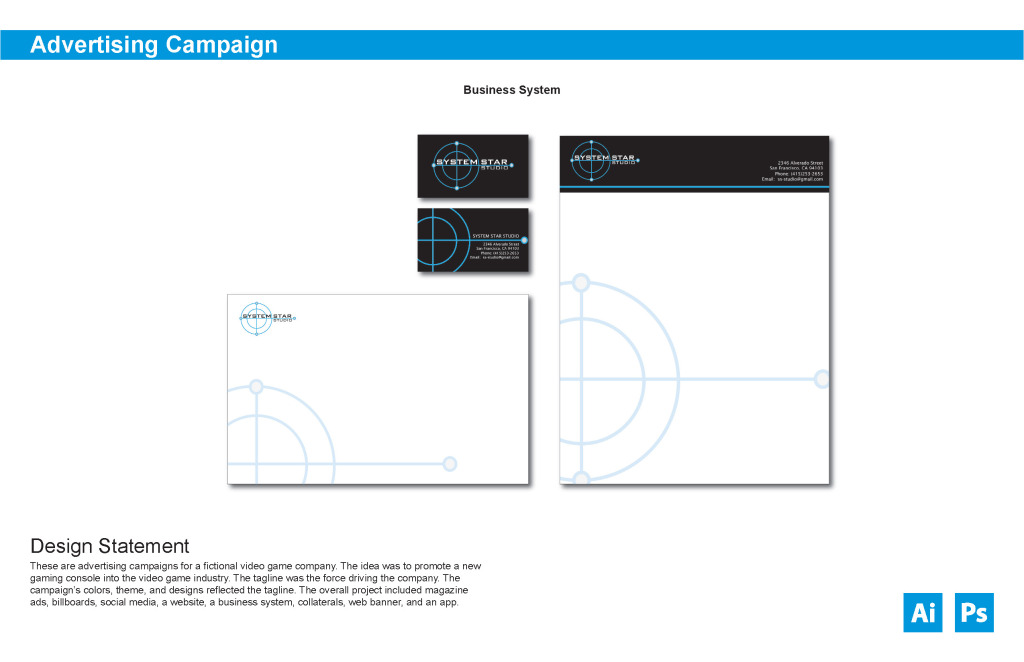 Advertising Campaign
Business System
SYSTEM STAR
STUDIO
SYSTEM STAR
STUDIO
2346 Alverado Street
San Francisco, CA 94103
Phone: (415)253-2653
Email: ss-studio@gmail.com
SYSTEM STAR STUDIO
2346 Alverado Street
San Francisco, CA 94103
Phone: (415)253-2653
Email: ss-studio@gmail.com
SYSTEM STAR
STUDIO
Design Statement
These are advertising campaigns for a fictional video game company. The idea was to promote a new
gaming console into the video game industry. The tagline was the force driving the company. The
campaign's colors, theme, and designs reflected the tagline. The overall project included magazine
ads, billboards, social media, a website, a business system, collaterals, web banner, and an app.
Ai Ps